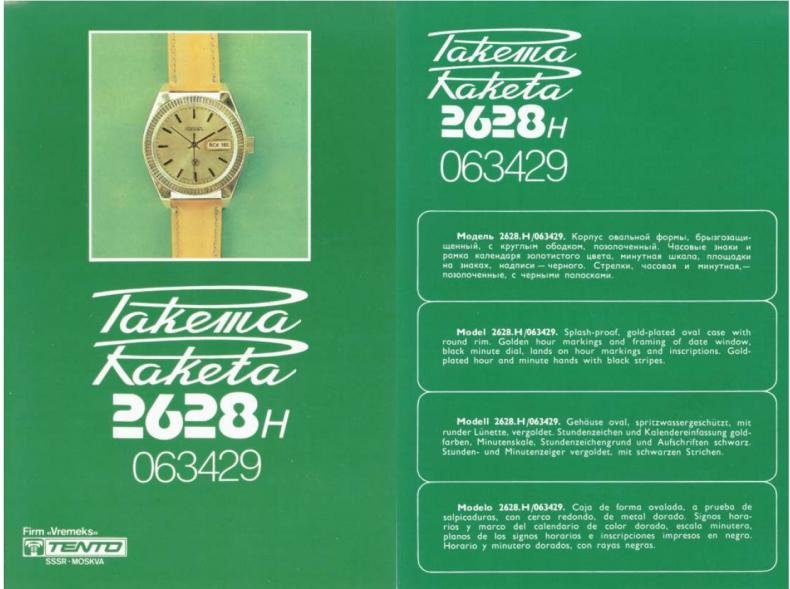 Ракета
Raketa
2628н
063429
Firm «Vremeks»
TENTO
SSSR - MOSKVA
Ракета
Raketa
2628н
063429
Модель 2628.Н/063429. Корпус овальной формы, брызгозащи-
щенный, с круглым ободком, позолоченный. Часовые знаки и
рамка календаря золотистого цвета, минутная шкала, площадки
на знаках, надписи — черного. Стрелки, часовая и минутная,—
позолоченные, с черными полосками.
Model 2628.H/063429. Splash-proof, gold-plated oval case with
round rim. Golden hour markings and framing of date window,
black minute dial, lands on hour markings and inscriptions. Gold-
plated hour and minute hands with black stripes.
Modell 2628.H/063429. Gehäuse oval, spritzwassergeschützt, mit
runder Lünette, vergoldet. Stundenzeichen und Kalendereinfassung gold-
farben, Minutenskale, Stundenzeichengrund und Aufschriften schwarz.
Stunden- und Minutenzeiger vergoldet, mit schwarzen Strichen.
Modelo 2628.H/063429. Caja de forma ovalada, a prueba de
salpicaduras, con cerco redondo, de metal dorado. Signos hora-
rios y marco del calendario de color dorado, escala minutera,
planos de los signos horarios e inscripciones impresos en negro.
Horario y minutero dorados, con rayas negras.